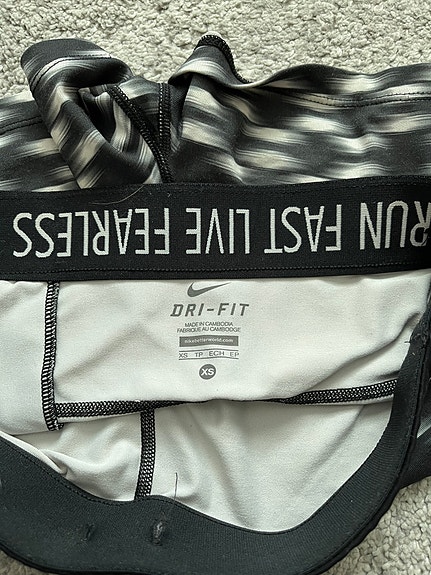 RUN FAST LIVE FEARLESS
DRI-FIT
MADE IN CAMBODIA
FABRIQUÉ AU CAMBODGE
nikebetterworld.com
XS TP ECH EP
XS